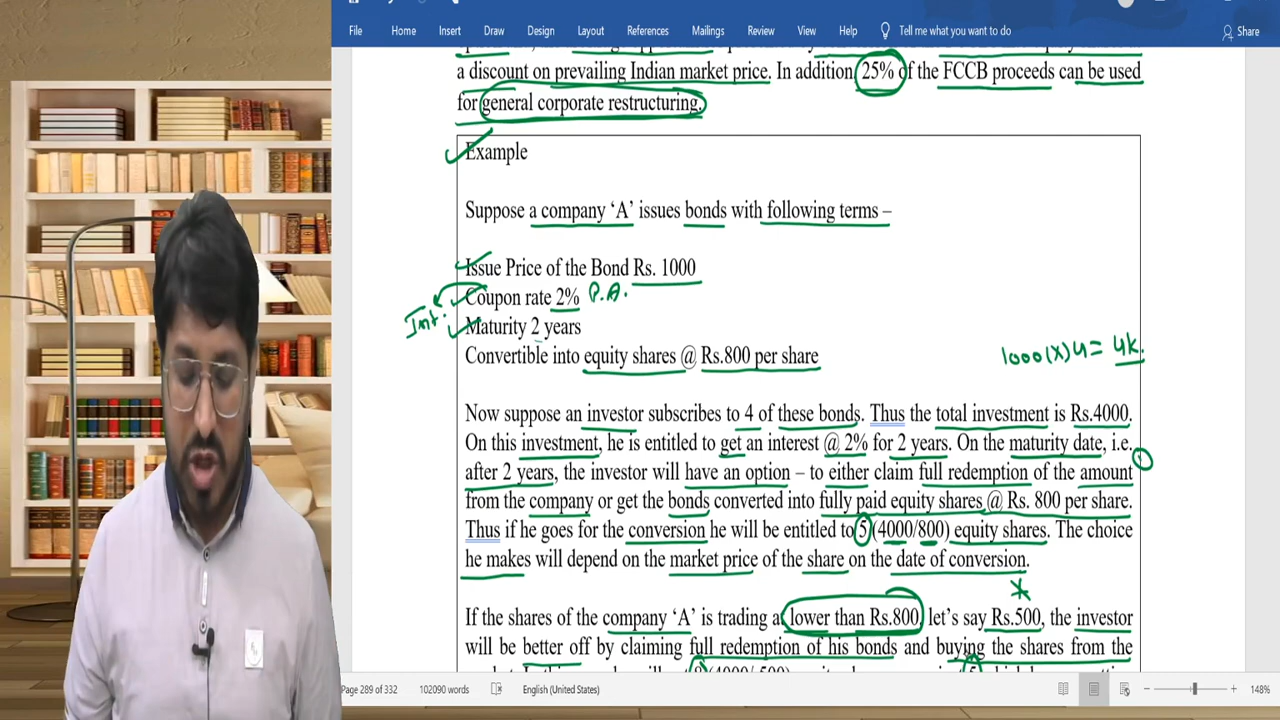 File Home Insert Draw Design Layout References Mailings Review View Help Tell me what you want to do Share
a discount on prevailing Indian market price. In addition, 25% of the FCCB proceeds can be used
for general corporate restructuring.
Example
Suppose a company ‘A’ issues bonds with following terms –
Issue Price of the Bond Rs. 1000
Coupon rate 2% P.A.
Int.
Maturity 2 years
Convertible into equity shares @ Rs.800 per share
1000(x)4= 4k.
Now suppose an investor subscribes to 4 of these bonds. Thus the total investment is Rs.4000.
On this investment, he is entitled to get an interest @ 2% for 2 years. On the maturity date, i.e.
after 2 years, the investor will have an option – to either claim full redemption of the amount
from the company or get the bonds converted into fully paid equity shares @ Rs. 800 per share.
Thus if he goes for the conversion he will be entitled to 5 (4000/800) equity shares. The choice
he makes will depend on the market price of the share on the date of conversion.
If the shares of the company ‘A’ is trading a lower than Rs.800, let’s say Rs.500, the investor
will be better off by claiming full redemption of his bonds and buying the shares from the
Page 289 of 332 102090 words English (United States) 148%